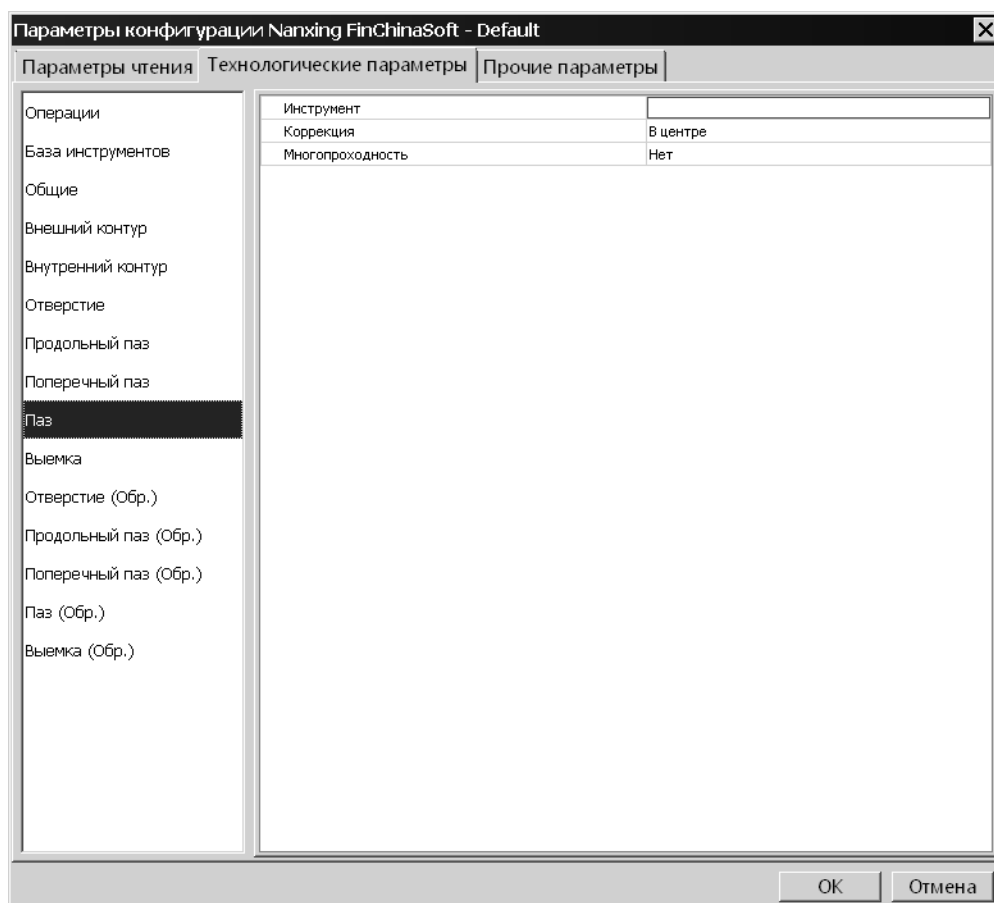 Параметры конфигурации Nanxing FinChinaSoft - Default
Параметры чтения Технологические параметры Прочие параметры
Операции
База инструментов
Общие
Внешний контур
Внутренний контур
Отверстие
Продольный паз
Поперечный паз
Паз
Выемка
Отверстие (Обр.)
Продольный паз (Обр.)
Поперечный паз (Обр.)
Паз (Обр.)
Выемка (Обр.)
Инструмент
Коррекция В центре
Многопроходность Нет
OK Отмена